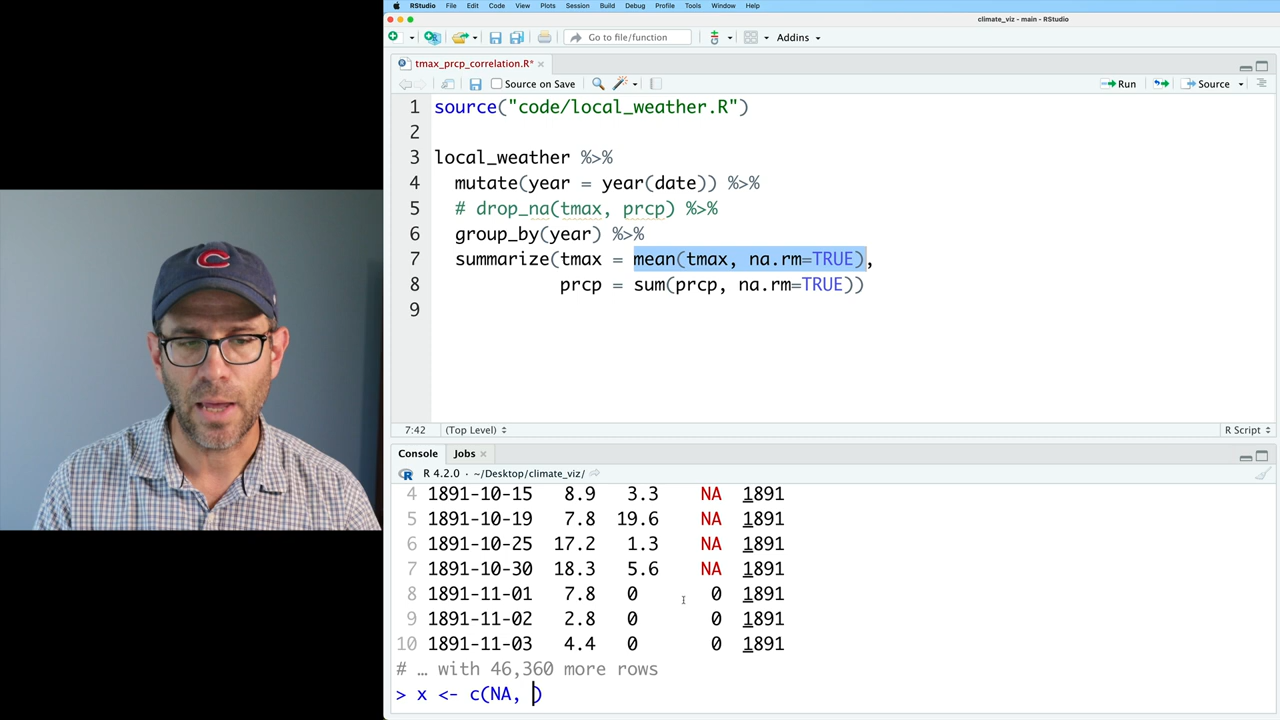 RStudio File Edit Code View Plots Session Build Debug Profile Tools Window Help
climate_viz - main - RStudio
Go to file/function Addins
tmax_prcp_correlation.R*
Source on Save Run Source
1 source("code/local_weather.R")
2
3 local_weather %>%
4 mutate(year = year(date)) %>%
5 # drop_na(tmax, prcp) %>%
6 group_by(year) %>%
7 summarize(tmax = mean(tmax, na.rm=TRUE),
8 prcp = sum(prcp, na.rm=TRUE))
9
7:42 (Top Level) R Script
Console Jobs
R 4.2.0 · ~/Desktop/climate_viz/
4 1891-10-15 8.9 3.3 NA 1891
5 1891-10-19 7.8 19.6 NA 1891
6 1891-10-25 17.2 1.3 NA 1891
7 1891-10-30 18.3 5.6 NA 1891
8 1891-11-01 7.8 0 0 1891
9 1891-11-02 2.8 0 0 1891
10 1891-11-03 4.4 0 0 1891
# … with 46,360 more rows
> x <- c(NA, )